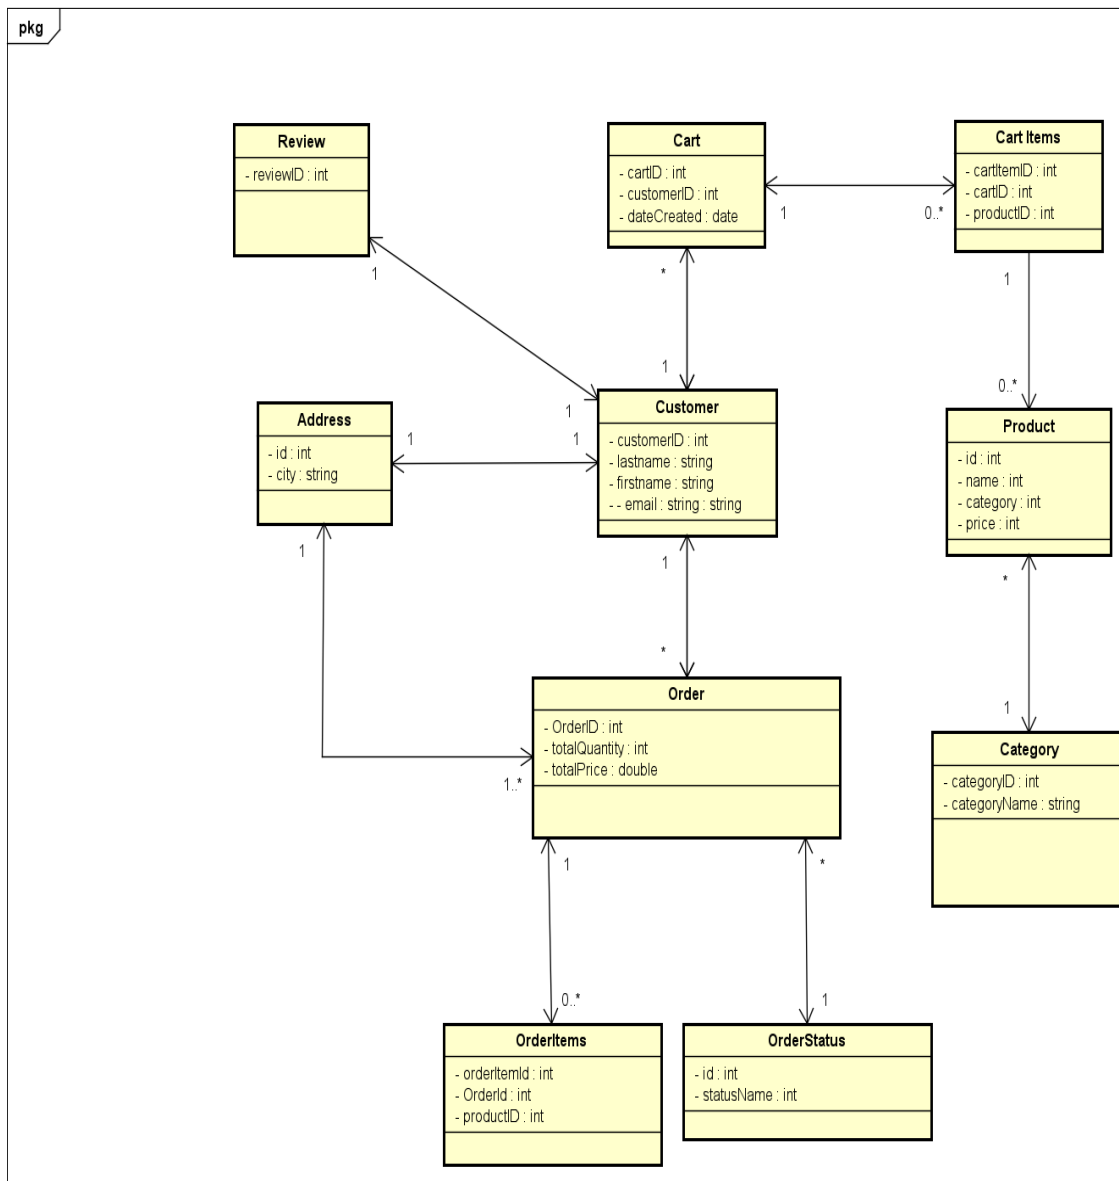 pkg
Review
- reviewID : int
Cart
- cartID : int
- customerID : int
- dateCreated : date
Cart Items
- cartItemID : int
- cartID : int
- productID : int
1
0..*
1
*
1
1
1
0..*
Address
- id : int
- city : string
1
1
Customer
- customerID : int
- lastname : string
- firstname : string
- - email : string : string
Product
- id : int
- name : int
- category : int
- price : int
1
1
*
*
1
Order
- OrderID : int
- totalQuantity : int
- totalPrice : double
1..*
Category
- categoryID : int
- categoryName : string
1
*
0..*
1
OrderItems
- orderItemId : int
- OrderId : int
- productID : int
OrderStatus
- id : int
- statusName : int